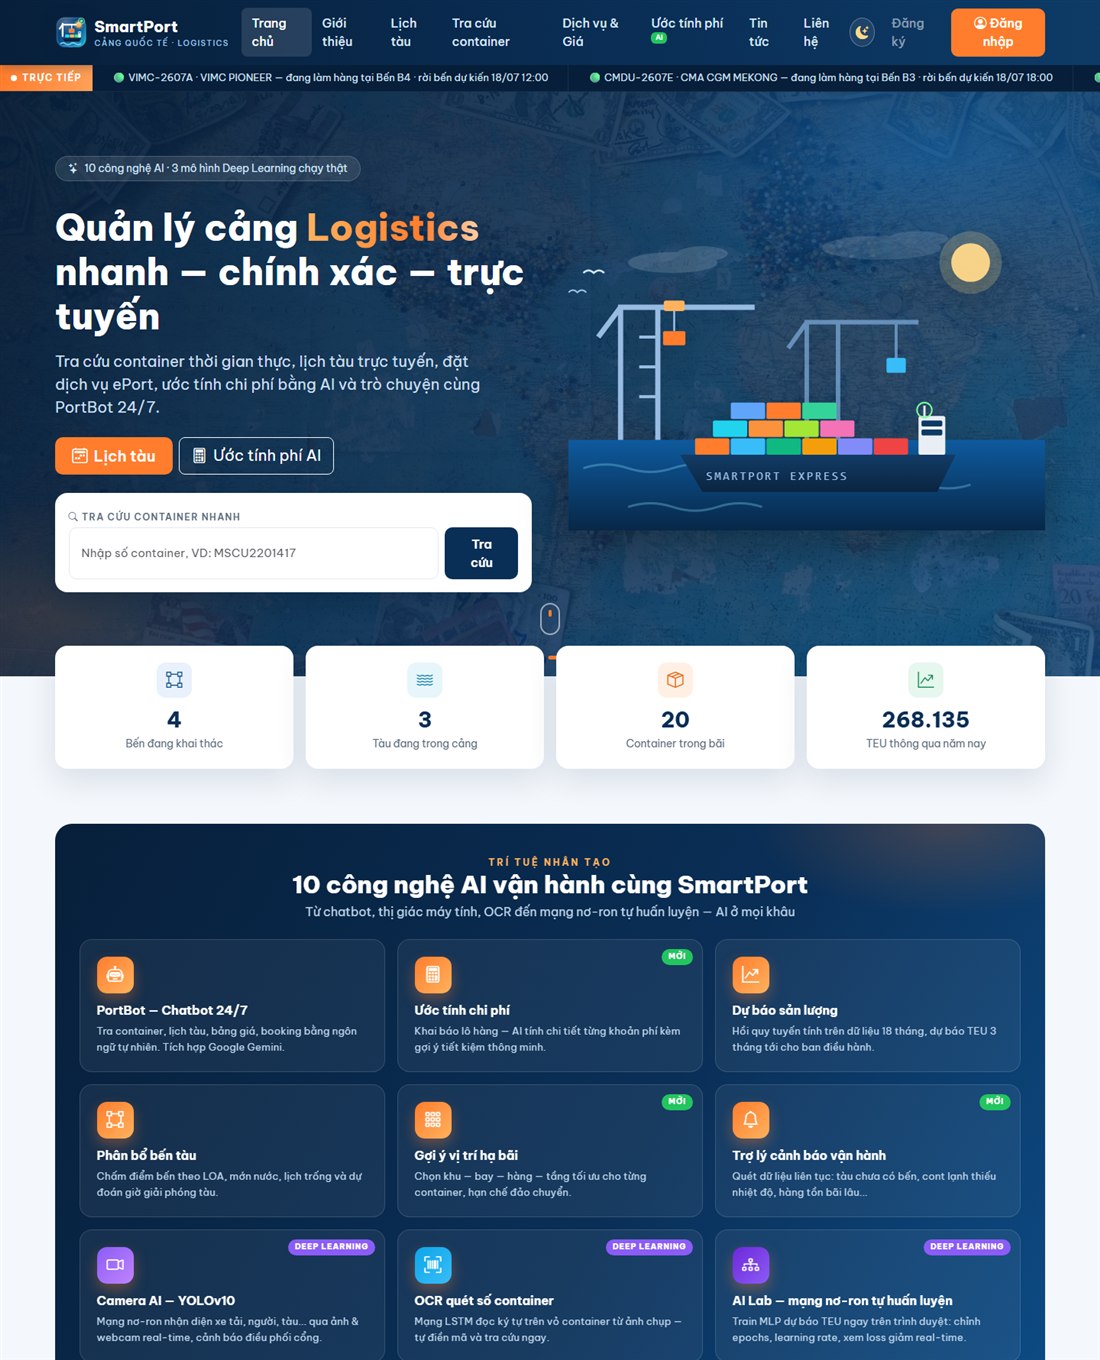 SmartPort
CẢNG QUỐC TẾ · LOGISTICS
Trang chủ
Giới thiệu
Lịch tàu
Tra cứu container
Dịch vụ & Giá
Ước tính phí AI
Tin tức
Liên hệ
Đăng ký
Đăng nhập
TRỰC TIẾP
VIMC-2607A · VIMC PIONEER — đang làm hàng tại Bến B4 · rời bến dự kiến 18/07 12:00
CMDU-2607E · CMA CGM MEKONG — đang làm hàng tại Bến B3 · rời bến dự kiến 18/07 18:00
10 công nghệ AI · 3 mô hình Deep Learning chạy thật
Quản lý cảng Logistics
nhanh — chính xác — trực
tuyến
Tra cứu container thời gian thực, lịch tàu trực tuyến, đặt
dịch vụ ePort, ước tính chi phí bằng AI và trò chuyện cùng
PortBot 24/7.
Lịch tàu
Ước tính phí AI
SMARTPORT EXPRESS
TRA CỨU CONTAINER NHANH
Nhập số container, VD: MSCU2201417
Tra cứu
4
Bến đang khai thác
3
Tàu đang trong cảng
20
Container trong bãi
268.135
TEU thông qua năm nay
TRÍ TUỆ NHÂN TẠO
10 công nghệ AI vận hành cùng SmartPort
Từ chatbot, thị giác máy tính, OCR đến mạng nơ-ron tự huấn luyện — AI ở mọi khâu
PortBot — Chatbot 24/7
Tra container, lịch tàu, bảng giá, booking bằng ngôn
ngữ tự nhiên. Tích hợp Google Gemini.
MỚI
Ước tính chi phí
Khai báo lô hàng — AI tính chi tiết từng khoản phí kèm
gợi ý tiết kiệm thông minh.
Dự báo sản lượng
Hồi quy tuyến tính trên dữ liệu 18 tháng, dự báo TEU 3
tháng tới cho ban điều hành.
Phân bổ bến tàu
Chấm điểm bến theo LOA, mớn nước, lịch trống và dự
đoán giờ giải phóng tàu.
MỚI
Gợi ý vị trí hạ bãi
Chọn khu — bay — hàng — tầng tối ưu cho từng
container, hạn chế đảo chuyển.
MỚI
Trợ lý cảnh báo vận hành
Quét dữ liệu liên tục: tàu chưa có bến, cont lạnh thiếu
nhiệt độ, hàng tồn bãi lâu...
DEEP LEARNING
Camera AI — YOLOv10
Mạng nơ-ron nhận diện xe tải, người, tàu... qua ảnh &
webcam real-time, cảnh báo điều phối cổng.
DEEP LEARNING
OCR quét số container
Mạng LSTM đọc ký tự trên vỏ container từ ảnh chụp —
tự điền mã và tra cứu ngay.
DEEP LEARNING
AI Lab — mạng nơ-ron tự huấn luyện
Train MLP dự báo TEU ngay trên trình duyệt: chỉnh
epochs, learning rate, xem loss giảm real-time.